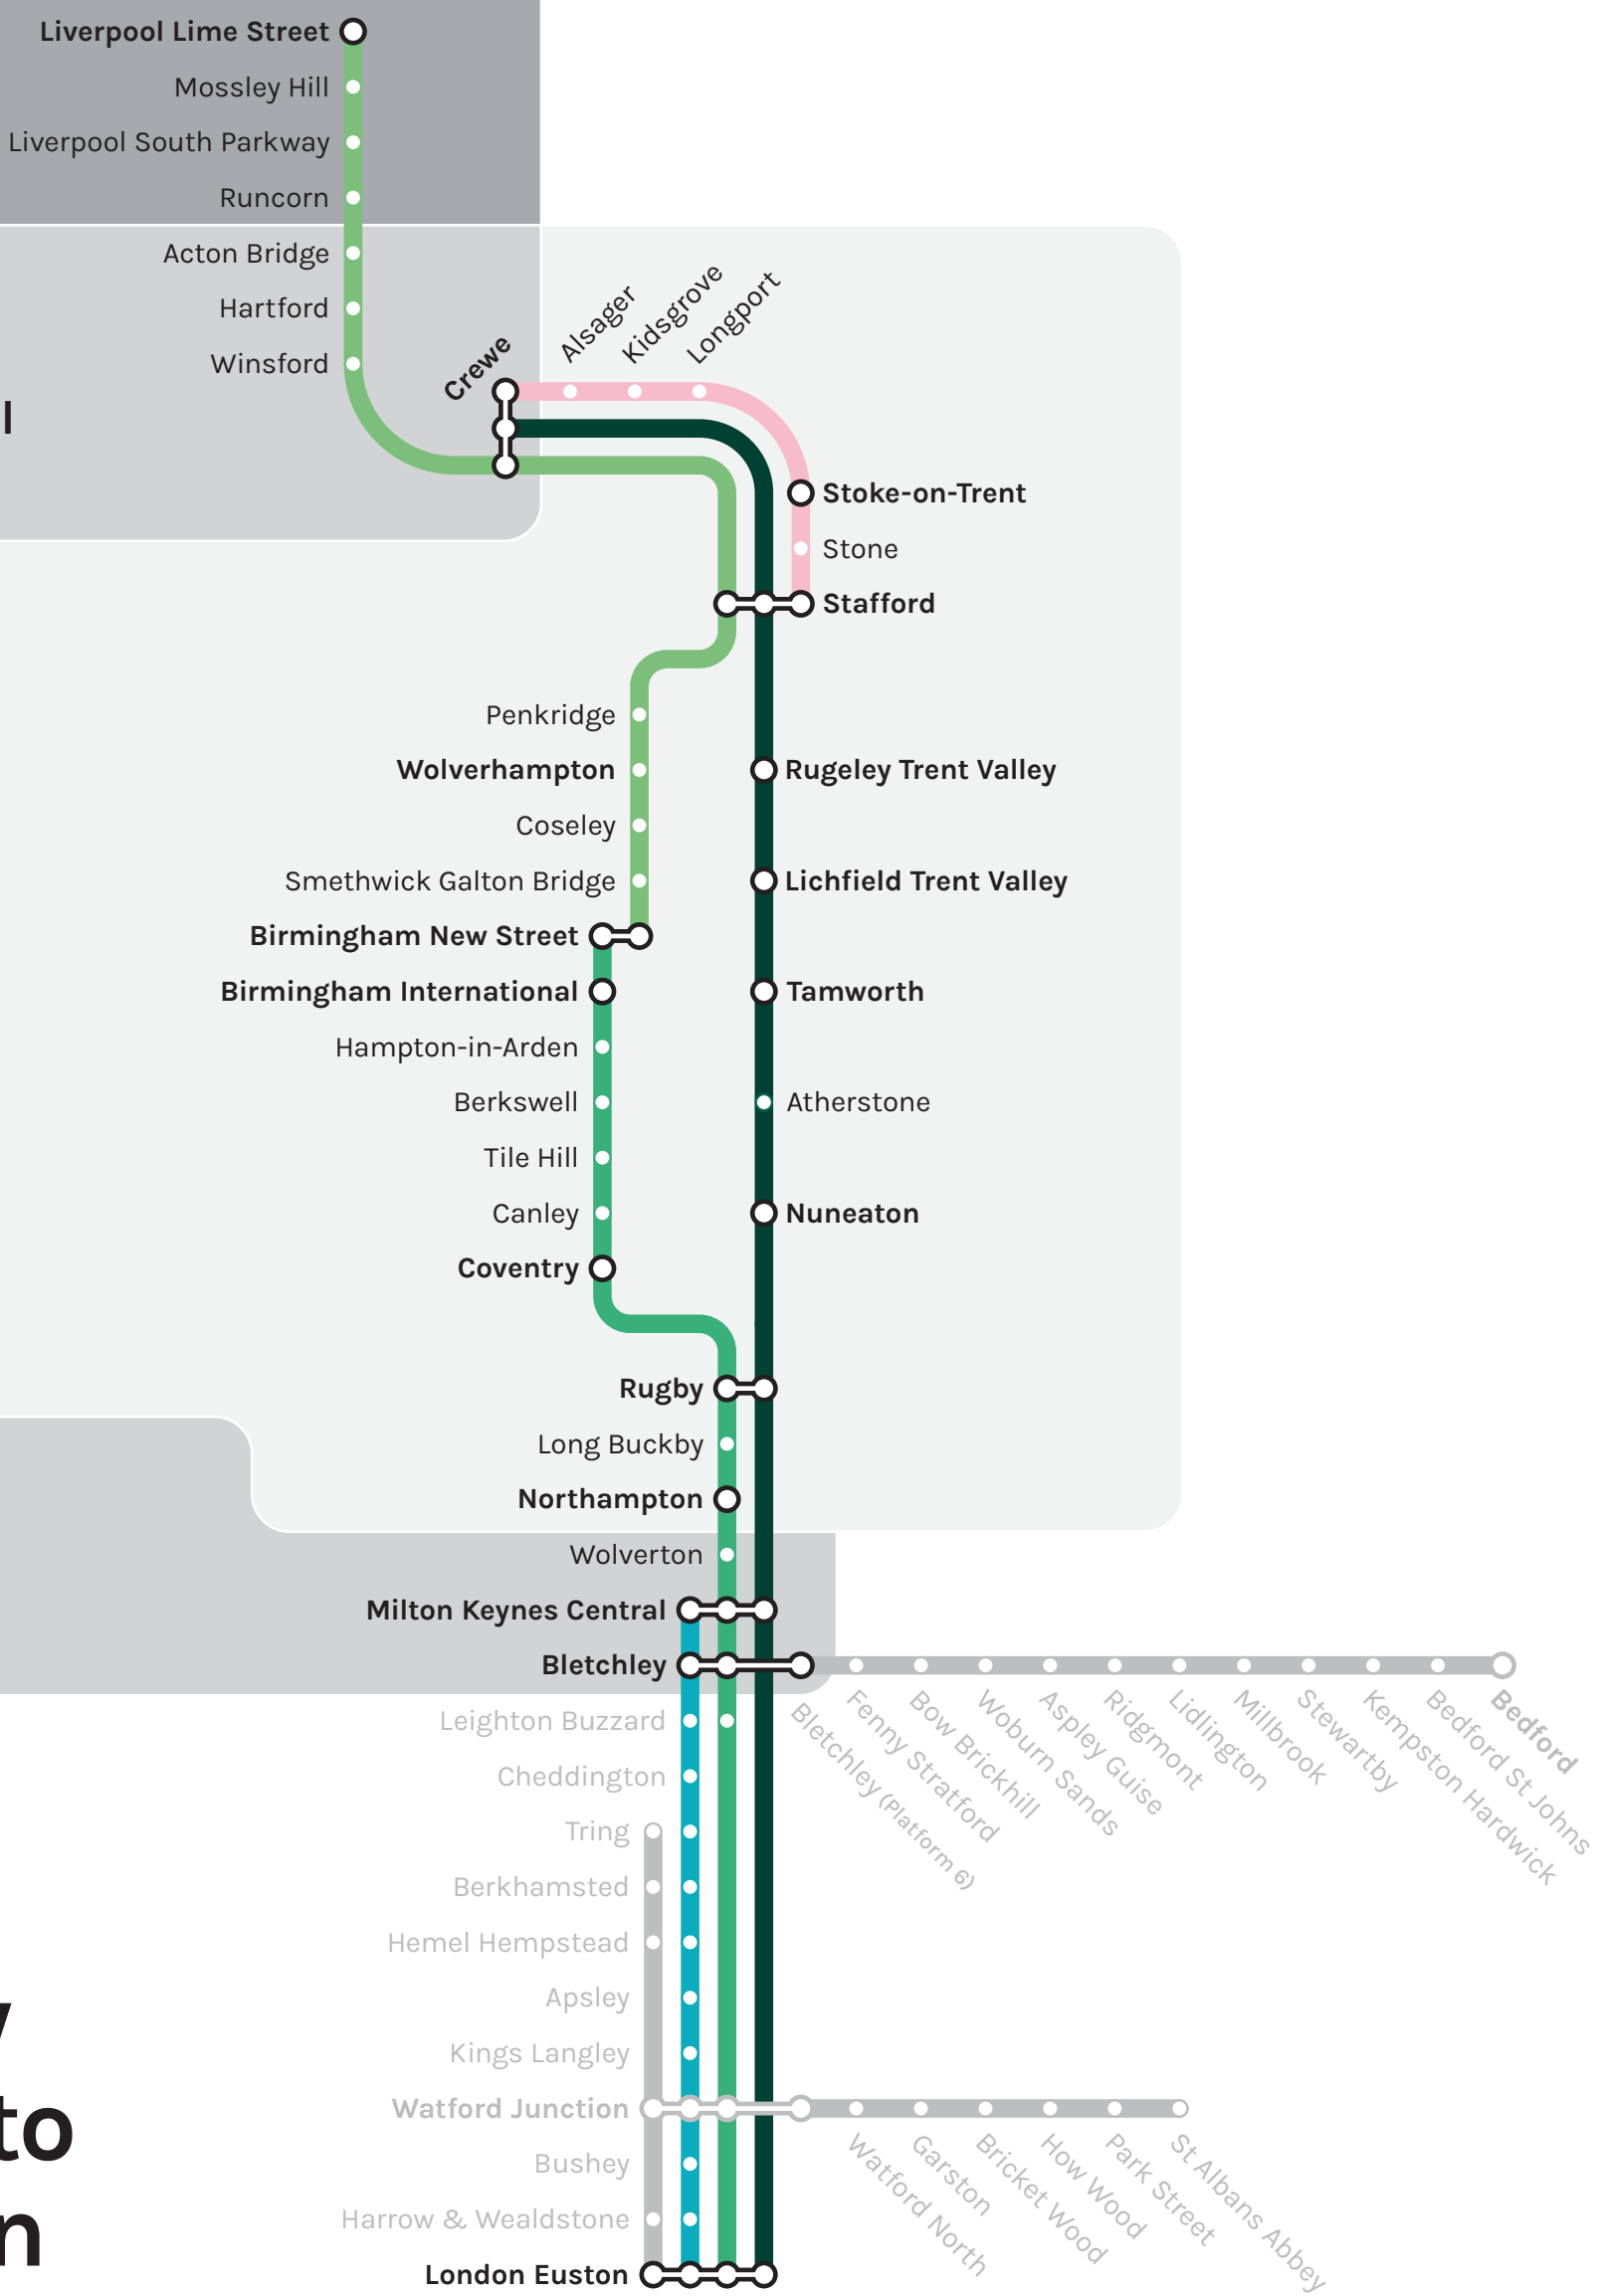 Liverpool Lime Street
Mossley Hill
Liverpool South Parkway
Runcorn
Acton Bridge
Hartford
Winsford
l
Crewe
Alsager
Kidsgrove
Longport
Stoke-on-Trent
Stone
Stafford
Penkridge
Wolverhampton
Rugeley Trent Valley
Coseley
Smethwick Galton Bridge
Lichfield Trent Valley
Birmingham New Street
Birmingham International
Tamworth
Hampton-in-Arden
Berkswell
Atherstone
Tile Hill
Canley
Nuneaton
Coventry
Rugby
Long Buckby
Northampton
Wolverton
Milton Keynes Central
Bletchley
Bletchley (Platform 6)
Fenny Stratford
Bow Brickhill
Woburn Sands
Aspley Guise
Ridgmont
Lidlington
Millbrook
Stewartby
Kempston Hardwick
Bedford St Johns
Bedford
Leighton Buzzard
Cheddington
Tring
Berkhamsted
Hemel Hempstead
Apsley
Kings Langley
y
Watford Junction
to
Watford North
Garston
Bricket Wood
How Wood
Park Street
St Albans Abbey
Bushey
Harrow & Wealdstone
n
London Euston